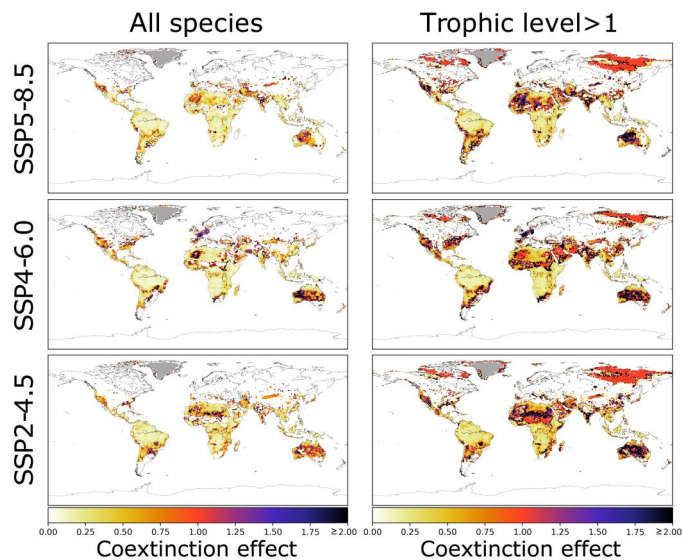 All species Trophic level>1
SSP5-8.5
SSP4-6.0
SSP2-4.5
0.00 0.25 0.50 0.75 1.00 1.25 1.50 1.75 ≥2.00 0.00 0.25 0.50 0.75 1.00 1.25 1.50 1.75 ≥2.00
Coextinction effect Coextinction effect